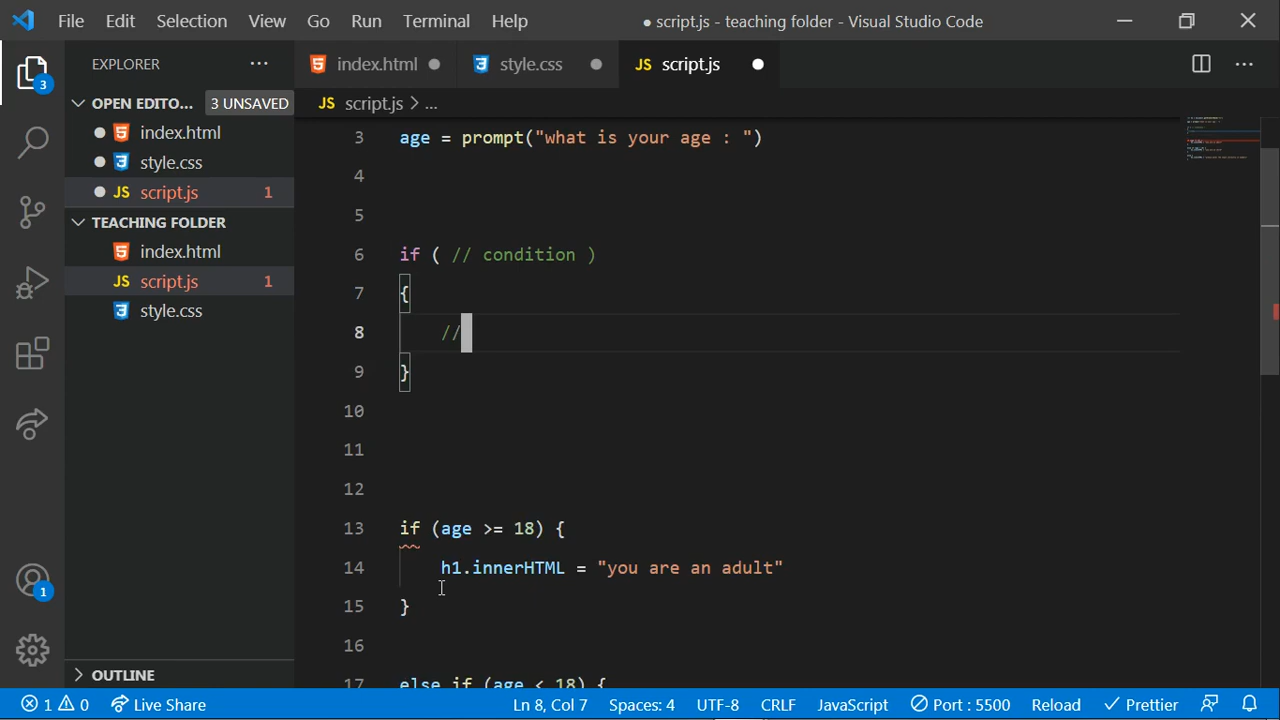 File Edit Selection View Go Run Terminal Help
● script.js - teaching folder - Visual Studio Code
3
EXPLORER ...
index.html
style.css
JS script.js
OPEN EDITO... 3 UNSAVED
index.html
style.css
JS script.js 1
TEACHING FOLDER
index.html
JS script.js 1
style.css
JS script.js > ...
3 age = prompt("what is your age : ")
4
5
6 if ( // condition )
7 {
8 //
9 }
10
11
12
13 if (age >= 18) {
14 h1.innerHTML = "you are an adult"
15 }
16
17 else if (age < 18) {
1
OUTLINE
1 0 Live Share Ln 8, Col 7 Spaces: 4 UTF-8 CRLF JavaScript Port : 5500 Reload Prettier